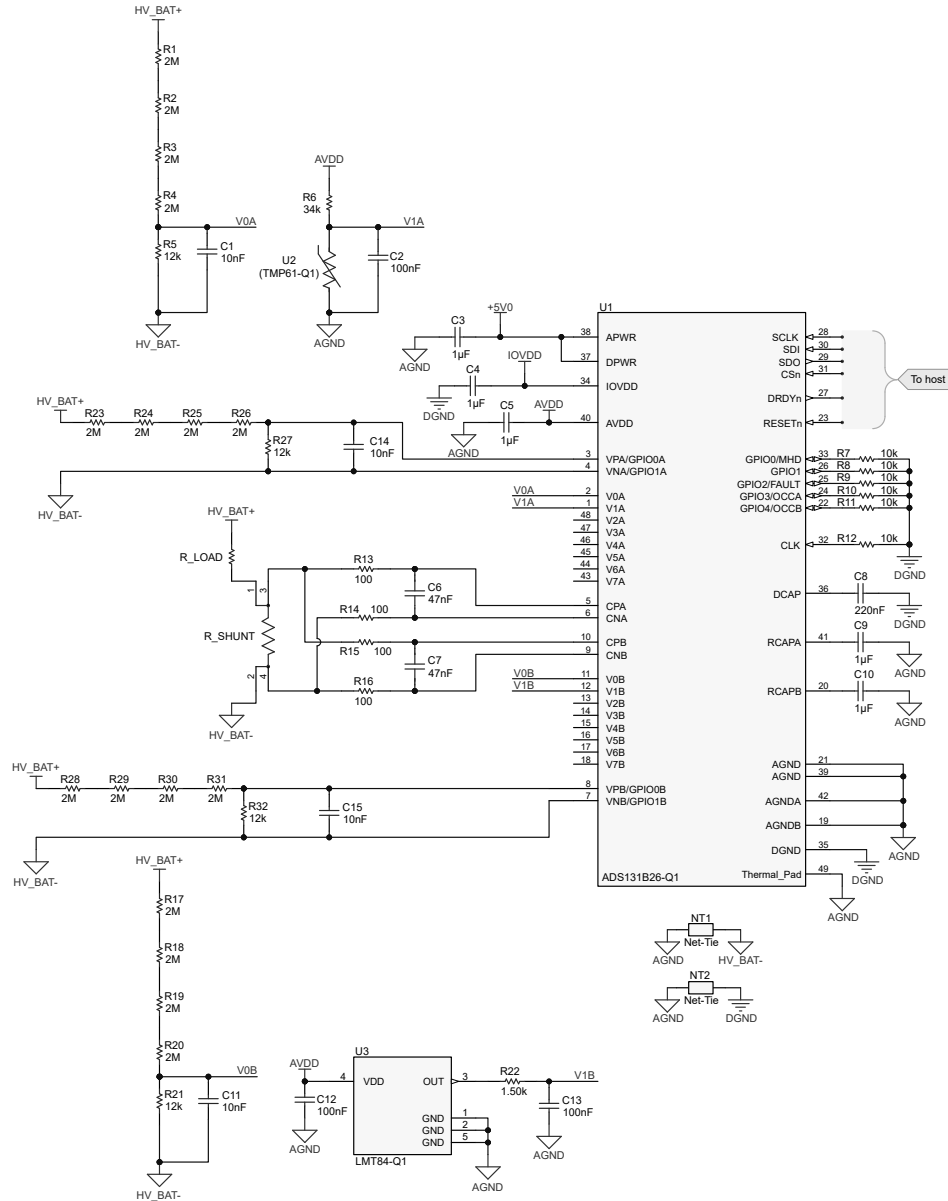 HV_BAT+
R1
2M
R2
2M
R3
2M
R4
2M
V0A
R5
12k
C1
10nF
HV_BAT-
AVDD
R6
34k
V1A
U2
(TMP61-Q1)
C2
100nF
AGND
+5V0
C3
1µF
AGND
IOVDD
C4
1µF
DGND
AVDD
C5
1µF
AGND
HV_BAT+
R23 R24 R25 R26
2M 2M 2M 2M
R27
12k
C14
10nF
HV_BAT-
V0A
V1A
HV_BAT+
R_LOAD
1 3
R_SHUNT
2 4
HV_BAT-
R13
100
C6
47nF
R14 100
R15 100
C7
47nF
R16
100
V0B
V1B
HV_BAT+
R28 R29 R30 R31
2M 2M 2M 2M
R32
12k
C15
10nF
HV_BAT-
U1
38 APWR
37 DPWR
34 IOVDD
40 AVDD
3 VPA/GPIO0A
4 VNA/GPIO1A
2 V0A
1 V1A
48 V2A
47 V3A
46 V4A
45 V5A
44 V6A
43 V7A
5 CPA
6 CNA
10 CPB
9 CNB
11 V0B
12 V1B
13 V2B
14 V3B
15 V4B
16 V5B
17 V6B
18 V7B
8 VPB/GPIO0B
7 VNB/GPIO1B
ADS131B26-Q1
SCLK 28
SDI 30
SDO 29
CSn 31
DRDYn 27
RESETn 23
To host
GPIO0/MHD 33 R7 10k
GPIO1 26 R8 10k
GPIO2/FAULT 25 R9 10k
GPIO3/OCCA 24 R10 10k
GPIO4/OCCB 22 R11 10k
CLK 32 R12 10k
DGND
DCAP 36
C8
220nF
DGND
RCAPA 41
C9
1µF
AGND
RCAPB 20
C10
1µF
AGND
AGND 21
AGND 39
AGNDA 42
AGNDB 19
AGND
DGND 35
DGND
Thermal_Pad 49
AGND
NT1
Net-Tie
AGND HV_BAT-
NT2
Net-Tie
AGND DGND
HV_BAT+
R17
2M
R18
2M
R19
2M
R20
2M
V0B
R21
12k
C11
10nF
HV_BAT-
AVDD
C12
100nF
AGND
U3
4 VDD
OUT 3
GND 1
GND 2
GND 5
LMT84-Q1
AGND
R22
1.50k
V1B
C13
100nF
AGND